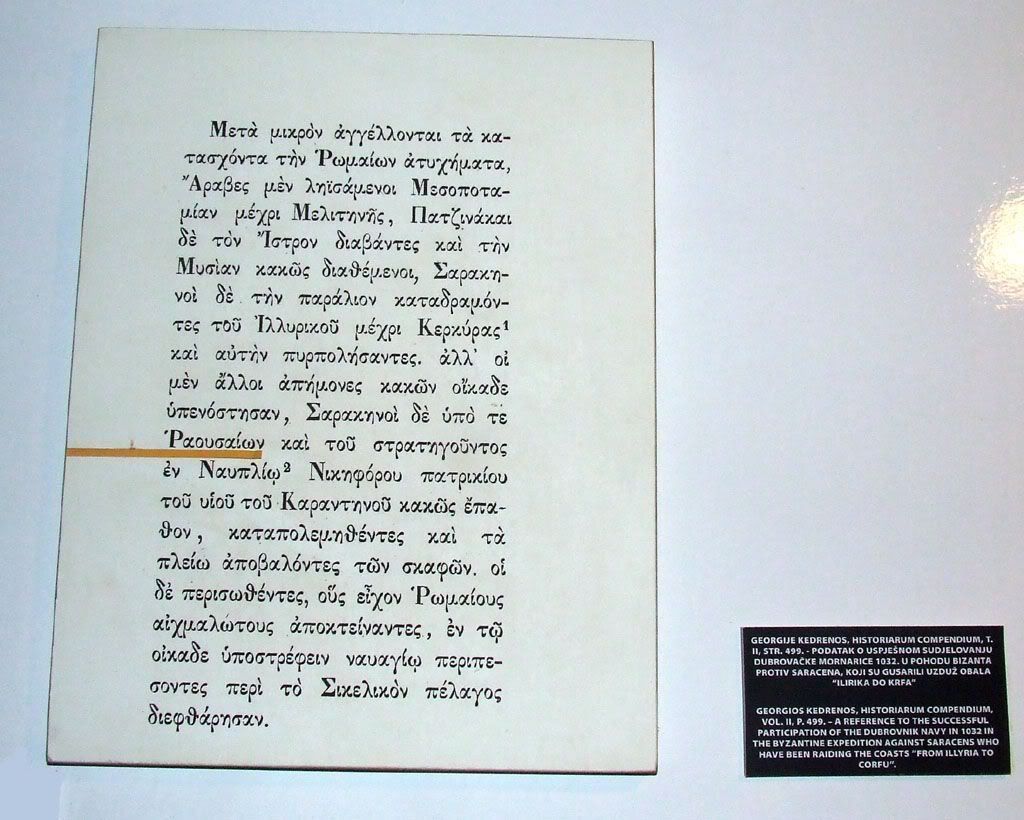 Μετὰ μικρὸν ἀγγέλλονται τὰ κα-
τασχόντα τὴν Ῥωμαίων ἀτυχήματα,
Ἄραβες μὲν ληϊσάμενοι Μεσοποτα-
μίαν μέχρι Μελιτηνῆς, Πατζινάκαι
δὲ τὸν Ἴστρον διαβάντες καὶ τὴν
Μυσίαν κακῶς διαθέμενοι, Σαρακη-
νοὶ δὲ τὴν παράλιον καταδραμόν-
τες τοῦ Ἰλλυρικοῦ μέχρι Κερκύρας¹
καὶ αὐτὴν πυρπολήσαντες. ἀλλ᾽ οἱ
μὲν ἄλλοι ἀπήμονες κακῶν οἴκαδε
ὑπενόστησαν, Σαρακηνοὶ δὲ ὑπὸ τε
Ῥαουσαίων καὶ τοῦ στρατηγοῦντος
ἐν Ναυπλίῳ² Νικηφόρου πατρικίου
τοῦ υἱοῦ τοῦ Καραντηνοῦ κακῶς ἔπα-
θον, καταπολεμηθέντες καὶ τὰ
πλείω ἀποβαλόντες τῶν σκαφῶν. οἱ
δὲ περισωθέντες, οὓς εἶχον Ῥωμαίους
αἰχμαλώτους ἀποκτείναντες, ἐν τῷ
οἴκαδε ὑποστρέφειν ναυαγίῳ περιπε-
σοντες περὶ τὸ Σικελικὸν πέλαγος
διεφθάρησαν.
GEORGIJE KEDRENOS, HISTORIARUM COMPENDIUM, T.
II, STR. 499. - PODATAK O USPJEŠNOM SUDJELOVANJU
DUBROVAČKE MORNARICE 1032. U POHODU BIZANTA
PROTIV SARACENA, KOJI SU GUSARILI UZDUŽ OBALA
"ILIRIKA DO KRFA"
GEORGIOS KEDRENOS, HISTORIARUM COMPENDIUM,
VOL. II, P. 499. – A REFERENCE TO THE SUCCESSFUL
PARTICIPATION OF THE DUBROVNIK NAVY IN 1032 IN
THE BYZANTINE EXPEDITION AGAINST SARACENS WHO
HAVE BEEN RAIDING THE COASTS "FROM ILLYRIA TO
CORFU".